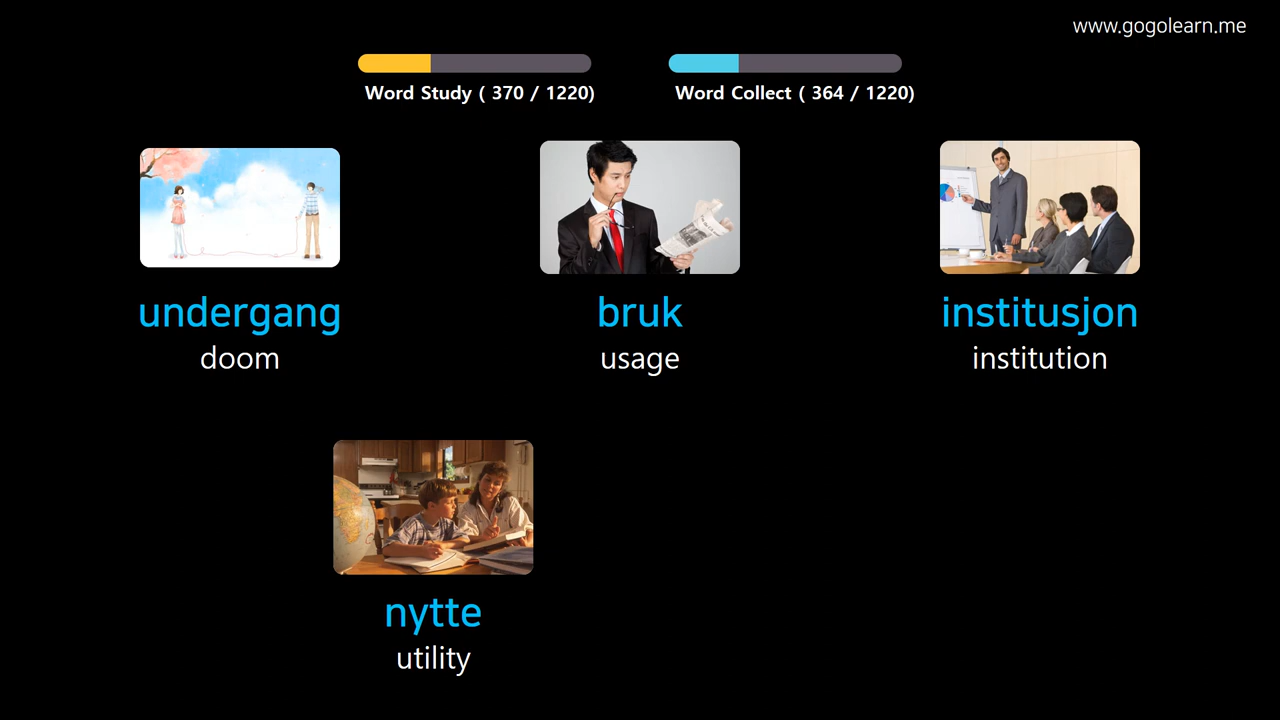 www.gogolearn.me
Word Study ( 370 / 1220)
Word Collect ( 364 / 1220)
undergang
doom
bruk
usage
institusjon
institution
nytte
utility